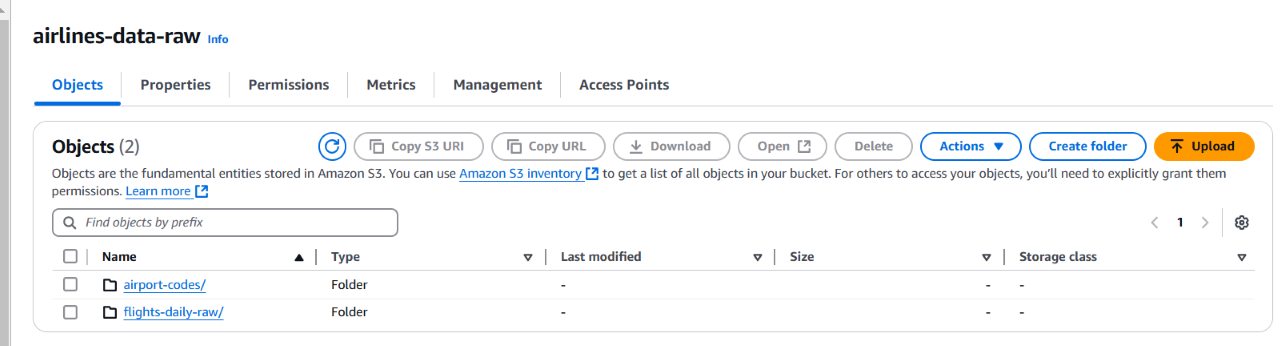 airlines-data-raw Info
Objects Properties Permissions Metrics Management Access Points
Objects (2) Copy S3 URI Copy URL Download Open Delete Actions Create folder Upload
Objects are the fundamental entities stored in Amazon S3. You can use Amazon S3 inventory to get a list of all objects in your bucket. For others to access your objects, you'll need to explicitly grant them
permissions. Learn more
Find objects by prefix 1
Name Type Last modified Size Storage class
airport-codes/ Folder - - -
flights-daily-raw/ Folder - - -